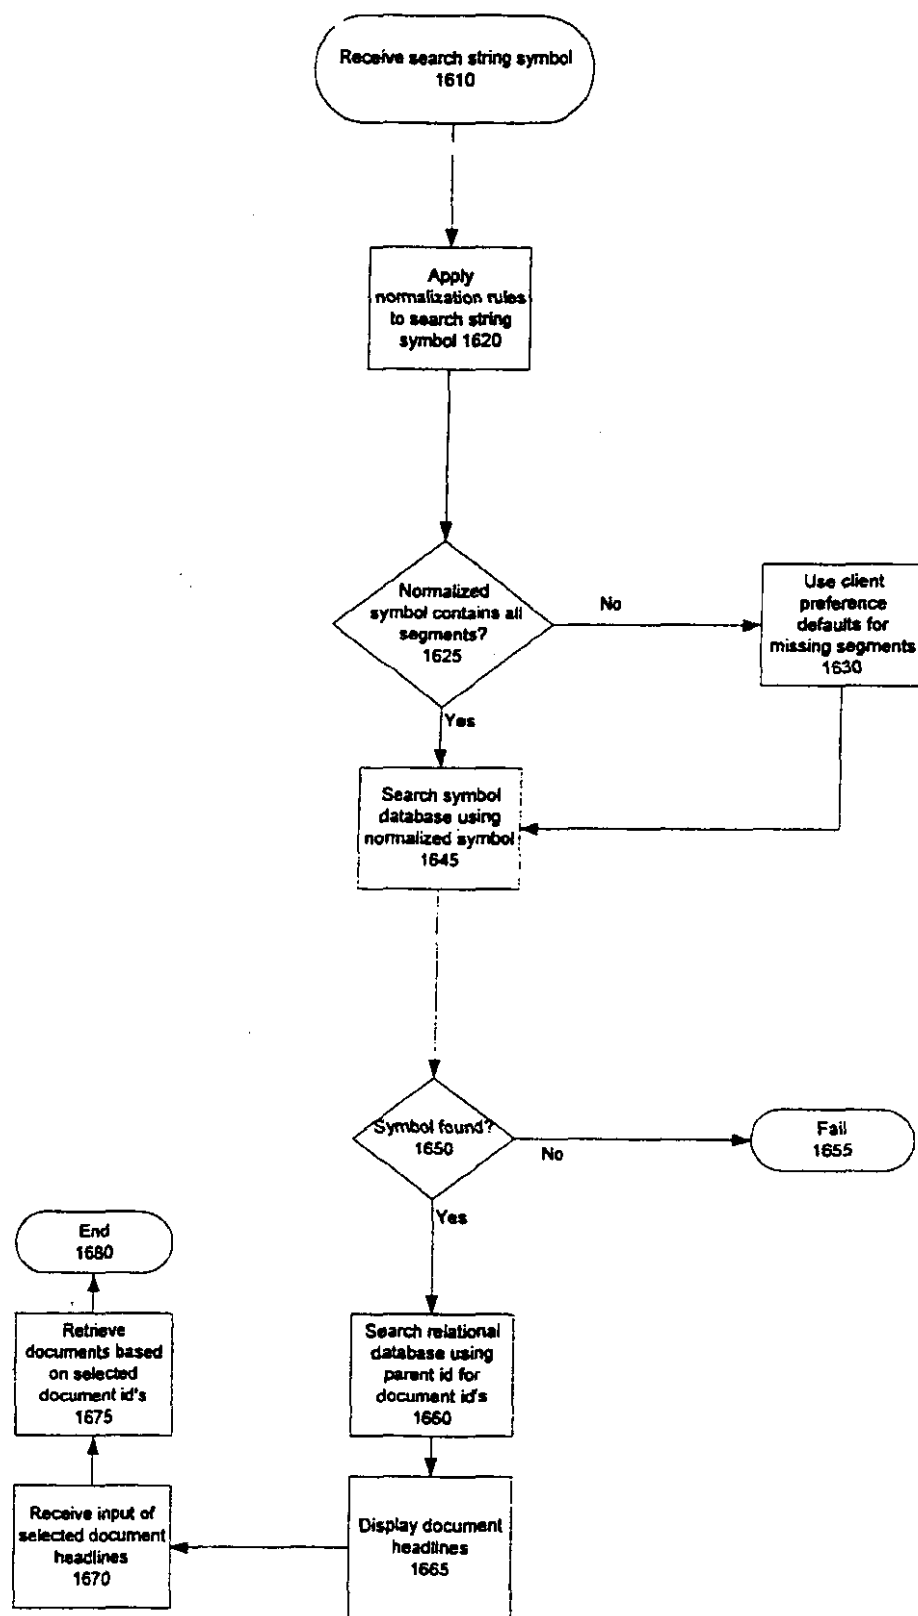 Receive search string symbol
1610
Apply
normalization rules
to search string
symbol 1620
Normalized
symbol contains all
segments?
1625
No
Use client
preference
defaults for
missing segments
1630
Yes
Search symbol
database using
normalized symbol
1645
Symbol found?
1650
No
Fail
1655
Yes
End
1680
Retrieve
documents based
on selected
document id's
1675
Search relational
database using
parent id for
document id's
1660
Receive input of
selected document
headlines
1670
Display document
headlines
1665